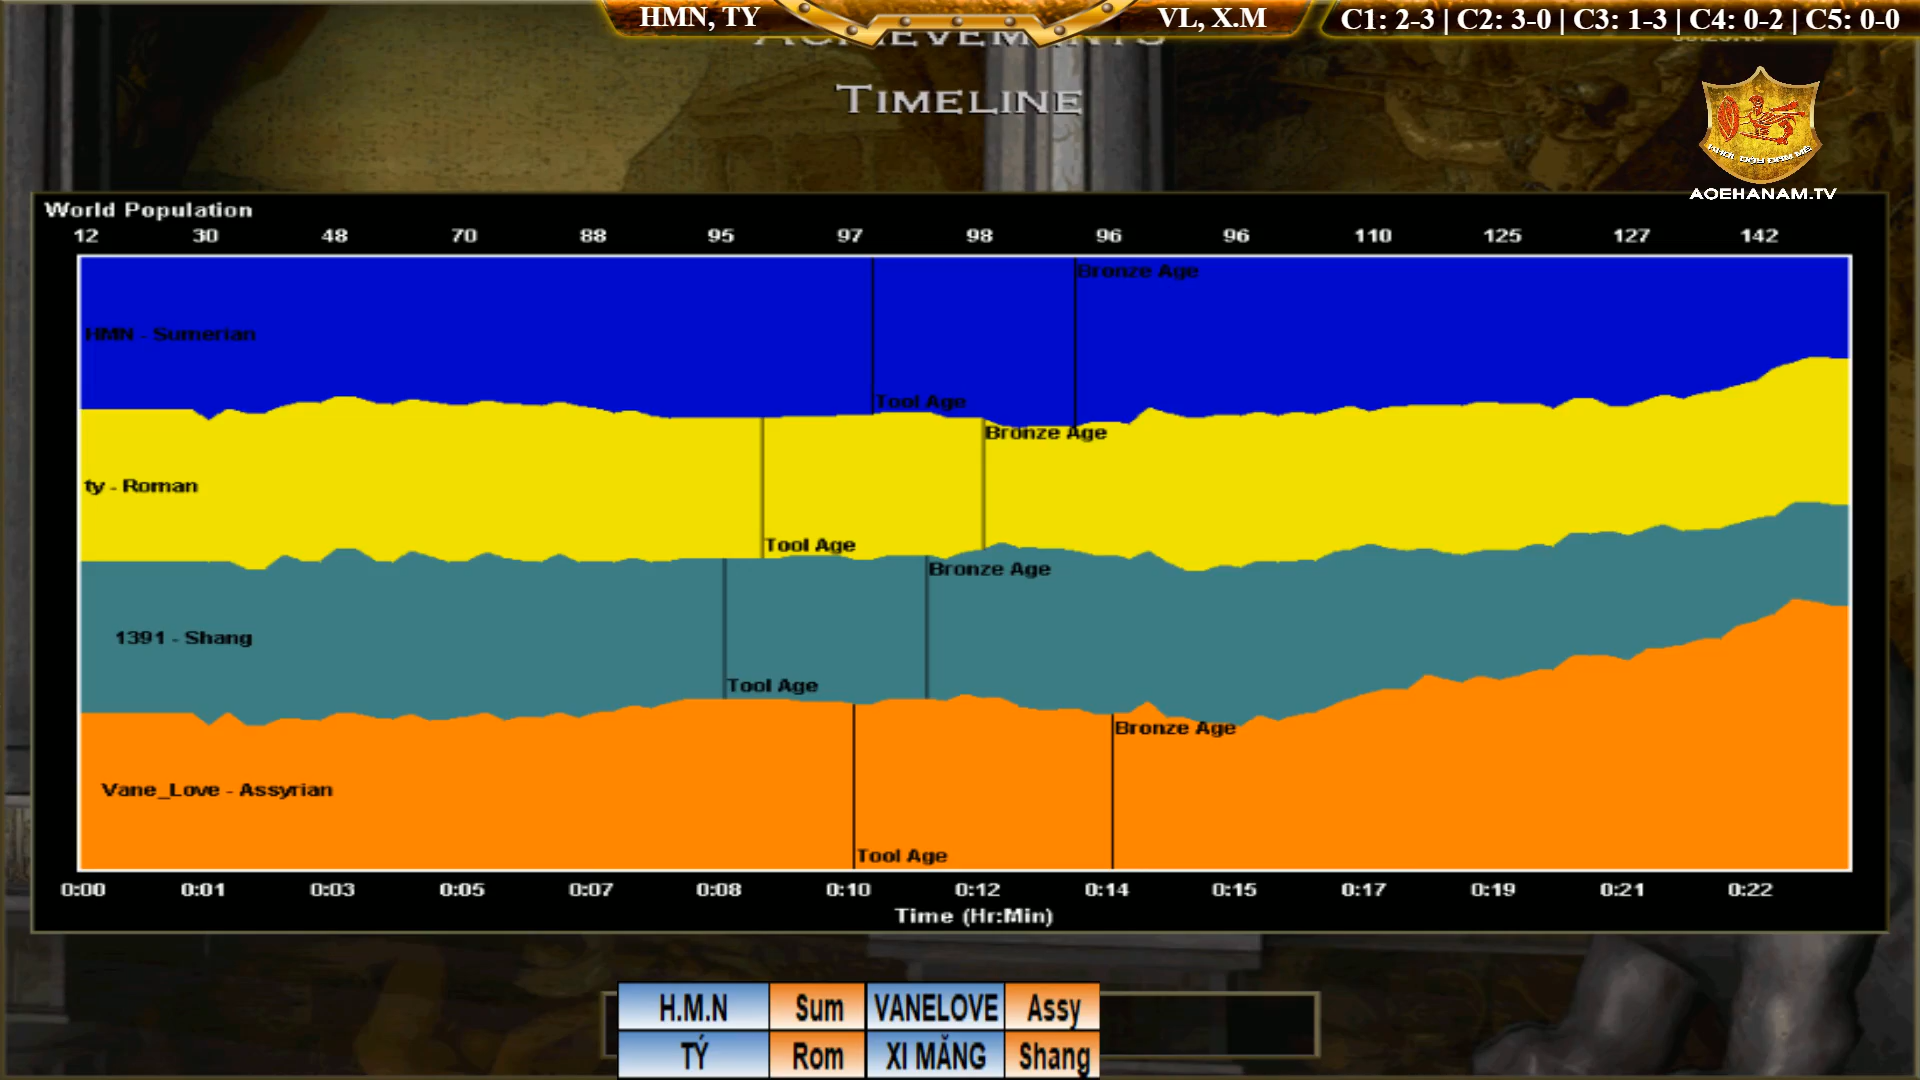 HMN, TY
VL, X.M
C1: 2-3 | C2: 3-0 | C3: 1-3 | C4: 0-2 | C5: 0-0
ACHIEVEMENTS
TIMELINE
KHƠI DẬY ĐAM MÊ
AOEHANAM.TV
World Population
12 30 48 70 88 95 97 98 96 96 110 125 127 142
Bronze Age
HMN - Sumerian
Tool Age
Bronze Age
ty - Roman
Tool Age
Bronze Age
1391 - Shang
Tool Age
Bronze Age
Vane_Love - Assyrian
Tool Age
0:00 0:01 0:03 0:05 0:07 0:08 0:10 0:12 0:14 0:15 0:17 0:19 0:21 0:22
Time (Hr:Min)
H.M.N Sum VANELOVE Assy
TÝ Rom XI MĂNG Shang